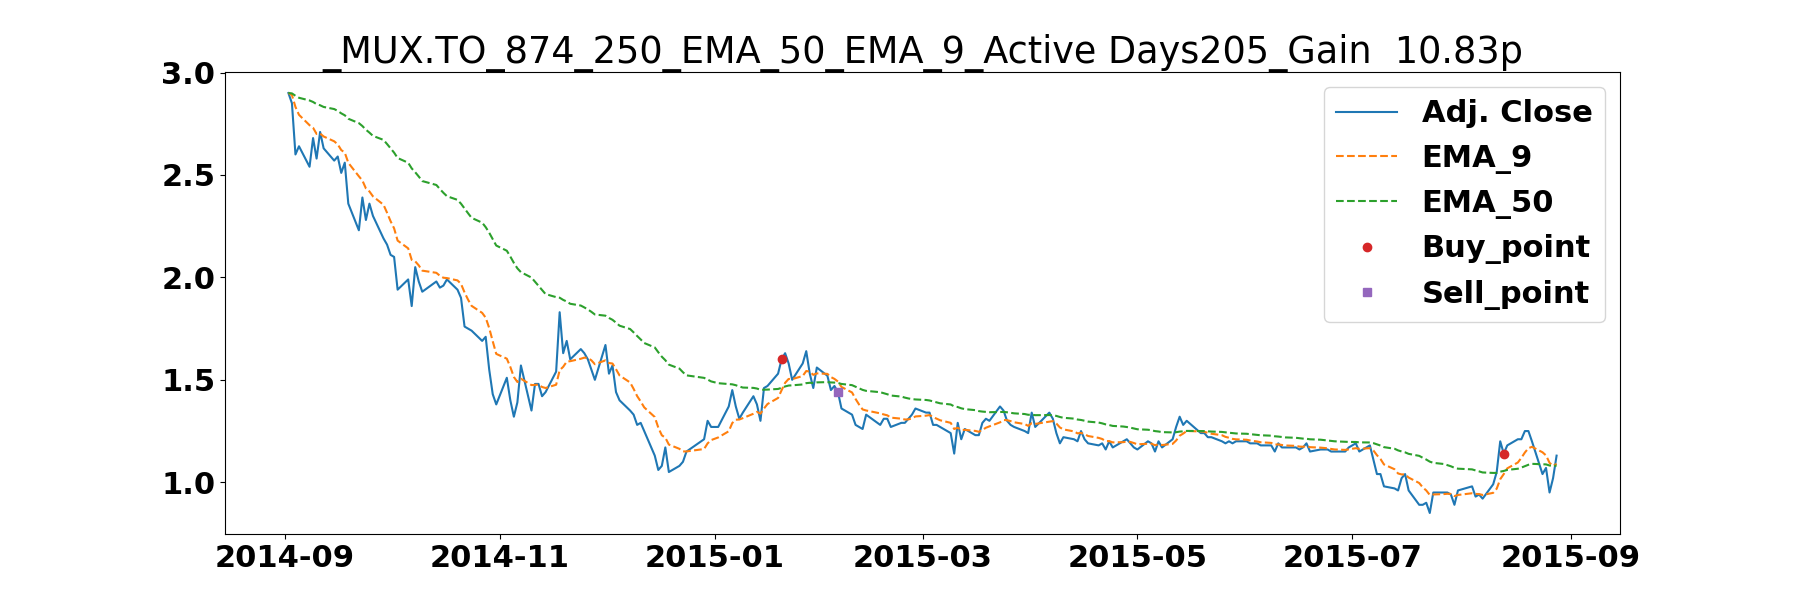 _MUX.TO_874_250_EMA_50_EMA_9_Active Days205_Gain  10.83p
3.0
2.5
2.0
1.5
1.0
Adj. Close
EMA_9
EMA_50
Buy_point
Sell_point
2014-09 2014-11 2015-01 2015-03 2015-05 2015-07 2015-09